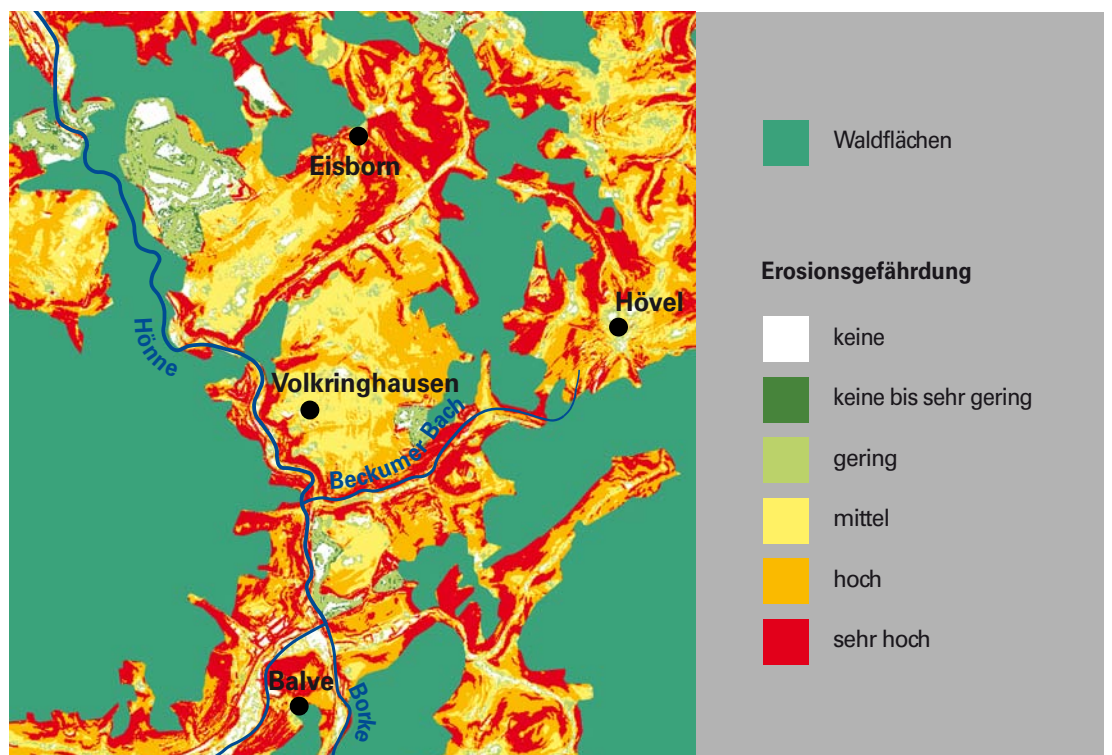 Eisborn
Hövel
Hönne
Volkringhausen
Beckumer Bach
Balve
Borke
Waldflächen
Erosionsgefährdung
keine
keine bis sehr gering
gering
mittel
hoch
sehr hoch